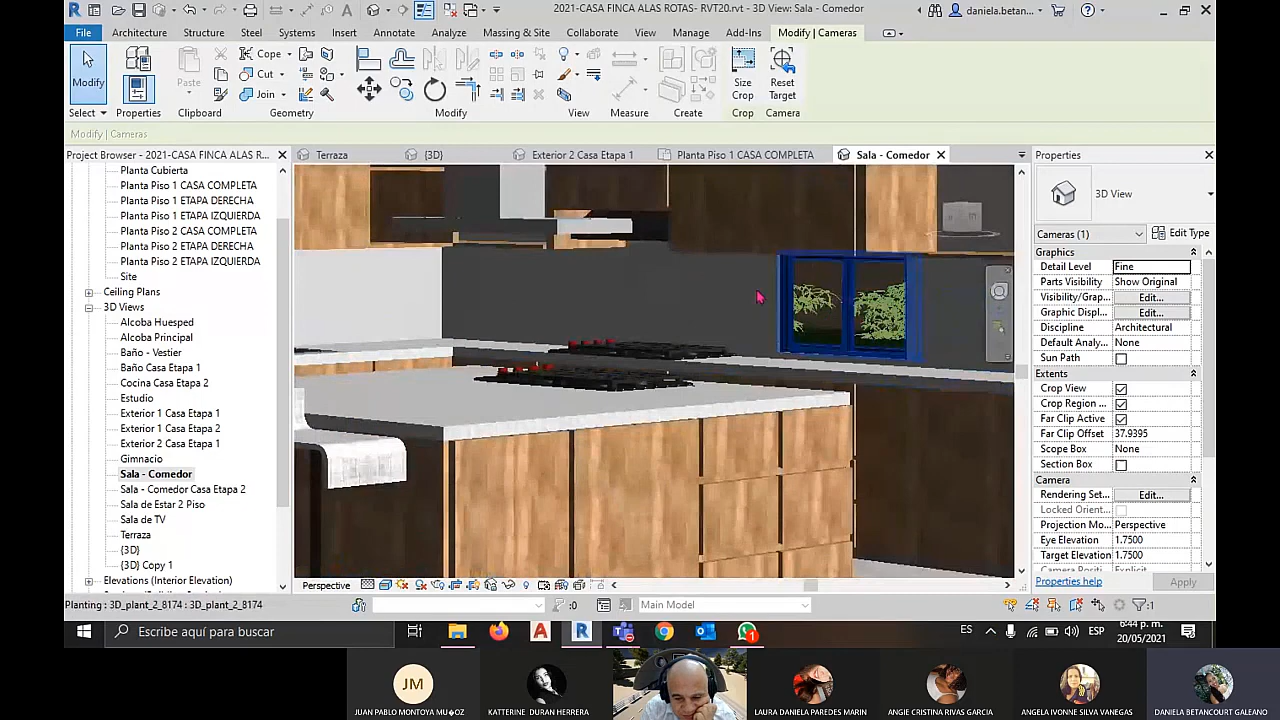 2021-CASA FINCA ALAS ROTAS- RVT20.rvt - 3D View: Sala - Comedor
daniela.betan...
File Architecture Structure Steel Systems Insert Annotate Analyze Massing & Site Collaborate View Manage Add-Ins Modify | Cameras
Modify
Select
Properties
Paste
Clipboard
Cope
Cut
Join
Geometry
Modify
View
Measure
Create
Size Crop
Crop
Reset Target
Camera
Modify | Cameras
Project Browser - 2021-CASA FINCA ALAS R...
Planta Cubierta
Planta Piso 1 CASA COMPLETA
Planta Piso 1 ETAPA DERECHA
Planta Piso 1 ETAPA IZQUIERDA
Planta Piso 2 CASA COMPLETA
Planta Piso 2 ETAPA DERECHA
Planta Piso 2 ETAPA IZQUIERDA
Site
Ceiling Plans
3D Views
Alcoba Huesped
Alcoba Principal
Baño - Vestier
Baño Casa Etapa 1
Cocina Casa Etapa 2
Estudio
Exterior 1 Casa Etapa 1
Exterior 1 Casa Etapa 2
Exterior 2 Casa Etapa 1
Gimnacio
Sala - Comedor
Sala - Comedor Casa Etapa 2
Sala de Estar 2 Piso
Sala de TV
Terraza
{3D}
{3D} Copy 1
Elevations (Interior Elevation)
Terraza {3D} Exterior 2 Casa Etapa 1 Planta Piso 1 CASA COMPLETA Sala - Comedor
Perspective
Properties
3D View
Cameras (1) Edit Type
Graphics
Detail Level Fine
Parts Visibility Show Original
Visibility/Grap... Edit...
Graphic Displ... Edit...
Discipline Architectural
Default Analy... None
Sun Path
Extents
Crop View
Crop Region ...
Far Clip Active
Far Clip Offset 37.9395
Scope Box None
Section Box
Camera
Rendering Set... Edit...
Locked Orient...
Projection Mo... Perspective
Eye Elevation 1.7500
Target Elevation 1.7500
Properties help Apply
Planting : 3D_plant_2_8174 : 3D_plant_2_8174
:0
Main Model
:1
Escribe aquí para buscar
1
ES
ESP
6:44 p. m.
20/05/2021
JM
JUAN PABLO MONTOYA MU�OZ
KATTERINE DURAN HERRERA
LAURA DANIELA PAREDES MARIN
ANGIE CRISTINA RIVAS GARCIA
ANGELA IVONNE SILVA VANEGAS
DANIELA BETANCOURT GALEANO